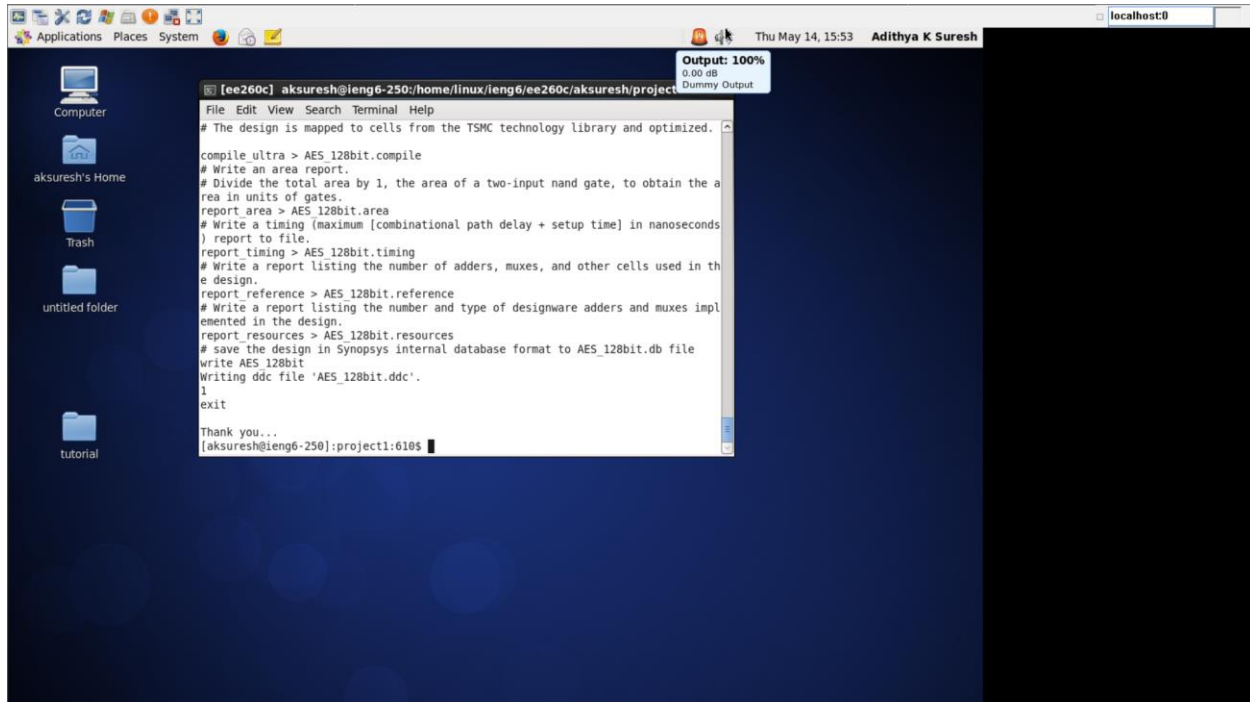 localhost:0
Applications Places System
Thu May 14, 15:53 Adithya K Suresh
Output: 100%
0.00 dB
Dummy Output
Computer
aksuresh's Home
Trash
untitled folder
tutorial
[ee260c] aksuresh@ieng6-250:/home/linux/ieng6/ee260c/aksuresh/project
File Edit View Search Terminal Help
# The design is mapped to cells from the TSMC technology library and optimized.
compile_ultra > AES_128bit.compile
# Write an area report.
# Divide the total area by 1, the area of a two-input nand gate, to obtain the a
rea in units of gates.
report_area > AES_128bit.area
# Write a timing (maximum [combinational path delay + setup time] in nanoseconds
) report to file.
report_timing > AES_128bit.timing
# Write a report listing the number of adders, muxes, and other cells used in th
e design.
report_reference > AES_128bit.reference
# Write a report listing the number and type of designware adders and muxes impl
emented in the design.
report_resources > AES_128bit.resources
# save the design in Synopsys internal database format to AES_128bit.db file
write AES_128bit
Writing ddc file 'AES_128bit.ddc'.
1
exit
Thank you...
[aksuresh@ieng6-250]:project1:610$